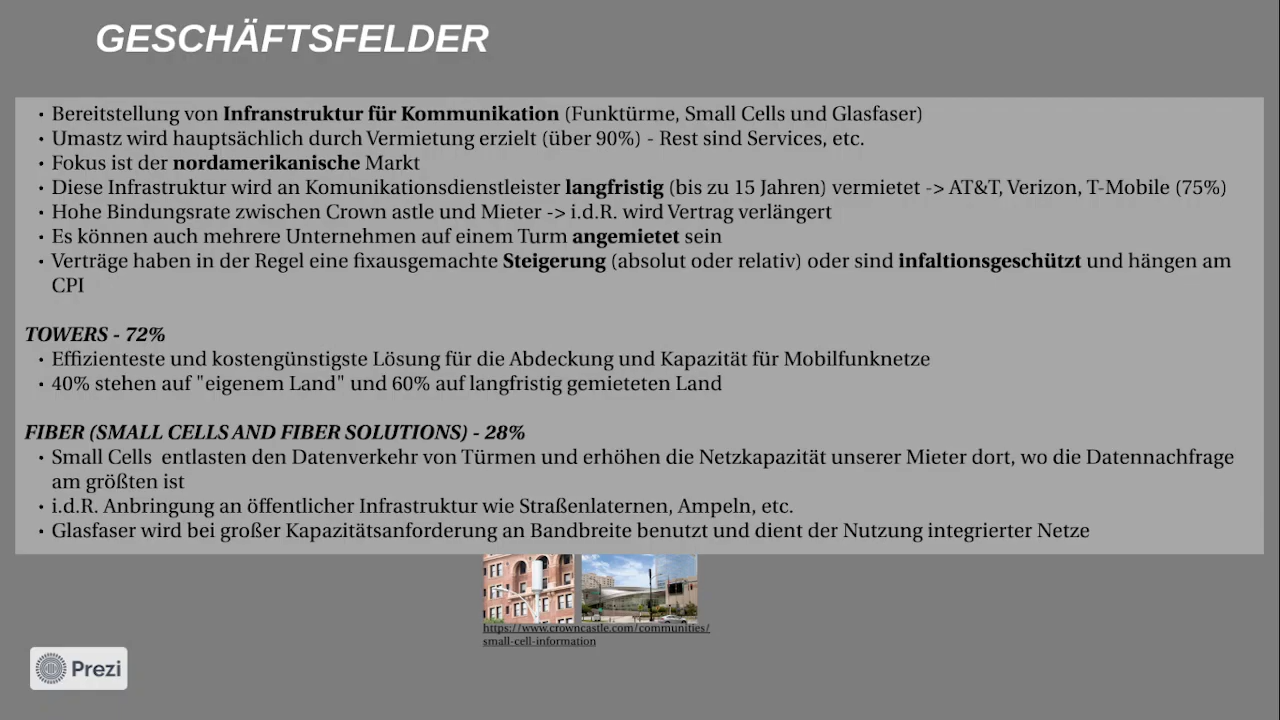 GESCHÄFTSFELDER
• Bereitstellung von Infranstruktur für Kommunikation (Funktürme, Small Cells und Glasfaser)
• Umastz wird hauptsächlich durch Vermietung erzielt (über 90%) - Rest sind Services, etc.
• Fokus ist der nordamerikanische Markt
• Diese Infrastruktur wird an Komunikationsdienstleister langfristig (bis zu 15 Jahren) vermietet -> AT&T, Verizon, T-Mobile (75%)
• Hohe Bindungsrate zwischen Crown astle und Mieter -> i.d.R. wird Vertrag verlängert
• Es können auch mehrere Unternehmen auf einem Turm angemietet sein
• Verträge haben in der Regel eine fixausgemachte Steigerung (absolut oder relativ) oder sind infaltionsgeschützt und hängen am
CPI
TOWERS - 72%
• Effizienteste und kostengünstigste Lösung für die Abdeckung und Kapazität für Mobilfunknetze
• 40% stehen auf "eigenem Land" und 60% auf langfristig gemieteten Land
FIBER (SMALL CELLS AND FIBER SOLUTIONS) - 28%
• Small Cells entlasten den Datenverkehr von Türmen und erhöhen die Netzkapazität unserer Mieter dort, wo die Datennachfrage
am größten ist
• i.d.R. Anbringung an öffentlicher Infrastruktur wie Straßenlaternen, Ampeln, etc.
• Glasfaser wird bei großer Kapazitätsanforderung an Bandbreite benutzt und dient der Nutzung integrierter Netze
https://www.crowncastle.com/communities/
small-cell-information
Prezi